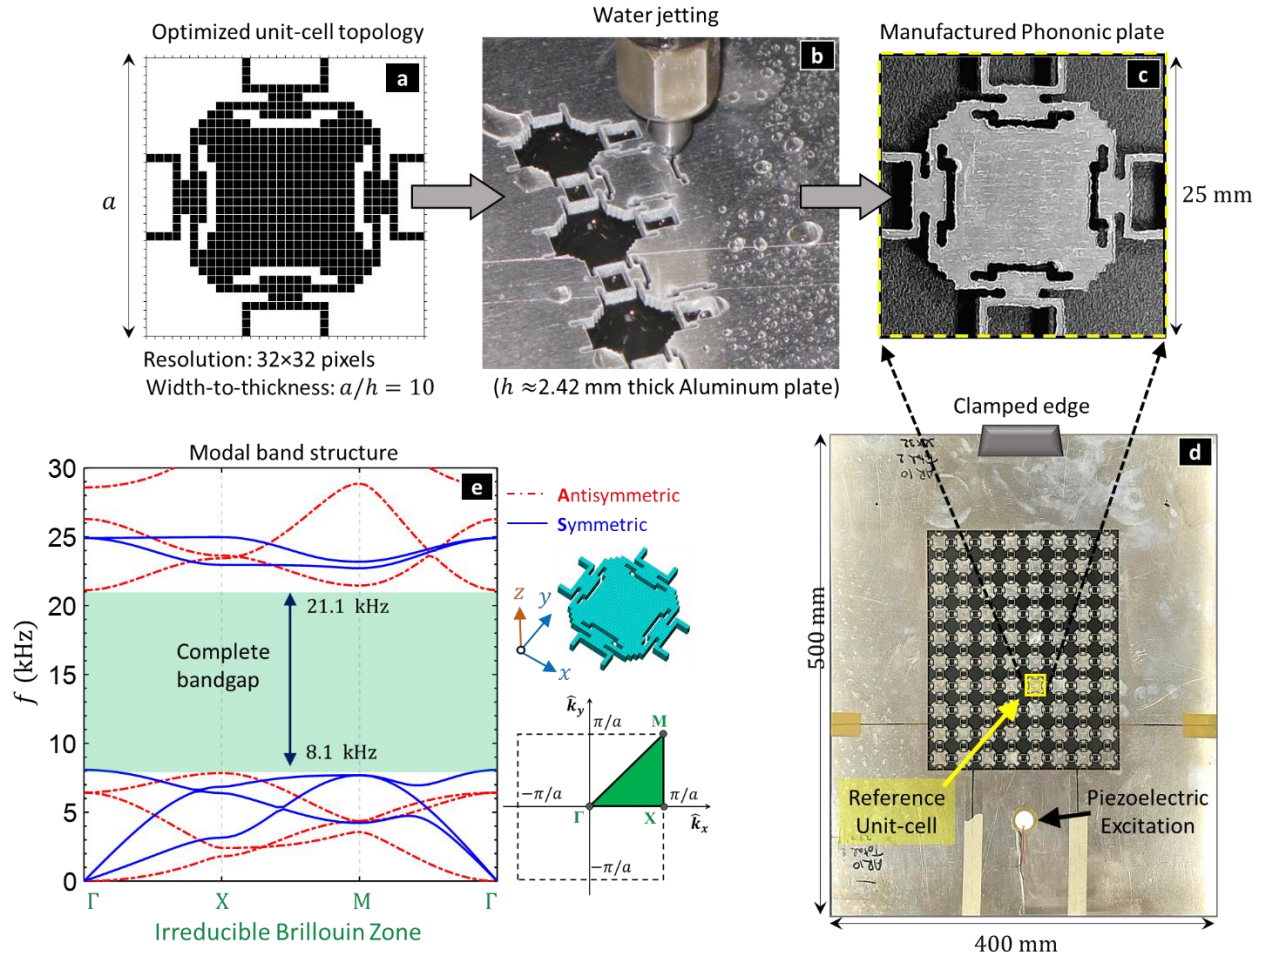 Optimized unit-cell topology
a
a
Resolution: 32×32 pixels
Width-to-thickness: a/h = 10
Water jetting
b
(h ≈2.42 mm thick Aluminum plate)
Manufactured Phononic plate
c
25 mm
Clamped edge
d
500 mm
400 mm
Reference
Unit-cell
Piezoelectric
Excitation
Modal band structure
e
f (kHz)
30
25
20
15
10
5
0
21.1 kHz
Complete
bandgap
8.1 kHz
Γ
X
M
Γ
Irreducible Brillouin Zone
Antisymmetric
Symmetric
z
y
x
k̂y
π/a
M
−π/a
π/a
Γ
X
k̂x
−π/a